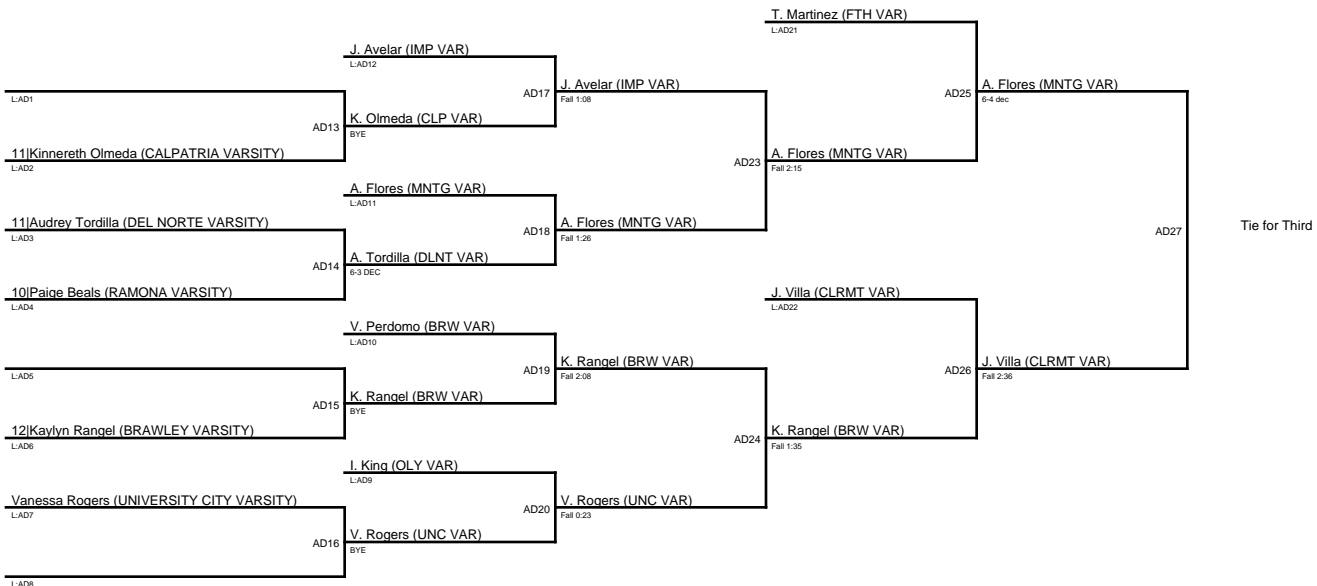 T. Martinez (FTH VAR)
L:AD21
J. Avelar (IMP VAR)
L:AD12
AD17
J. Avelar (IMP VAR)
Fall 1:08
AD25
A. Flores (MNTG VAR)
6-4 dec
L:AD1
AD13
K. Olmeda (CLP VAR)
BYE
11|Kinnereth Olmeda (CALPATRIA VARSITY)
L:AD2
AD23
A. Flores (MNTG VAR)
Fall 2:15
A. Flores (MNTG VAR)
L:AD11
11|Audrey Tordilla (DEL NORTE VARSITY)
L:AD3
AD18
A. Flores (MNTG VAR)
Fall 1:26
AD27
Tie for Third
AD14
A. Tordilla (DLNT VAR)
6-3 DEC
10|Paige Beals (RAMONA VARSITY)
L:AD4
J. Villa (CLRMT VAR)
L:AD22
V. Perdomo (BRW VAR)
L:AD10
L:AD5
AD19
K. Rangel (BRW VAR)
Fall 2:08
AD26
J. Villa (CLRMT VAR)
Fall 2:36
AD15
K. Rangel (BRW VAR)
BYE
12|Kaylyn Rangel (BRAWLEY VARSITY)
L:AD6
AD24
K. Rangel (BRW VAR)
Fall 1:35
I. King (OLY VAR)
L:AD9
Vanessa Rogers (UNIVERSITY CITY VARSITY)
L:AD7
AD20
V. Rogers (UNC VAR)
Fall 0:23
AD16
V. Rogers (UNC VAR)
BYE
L:AD8